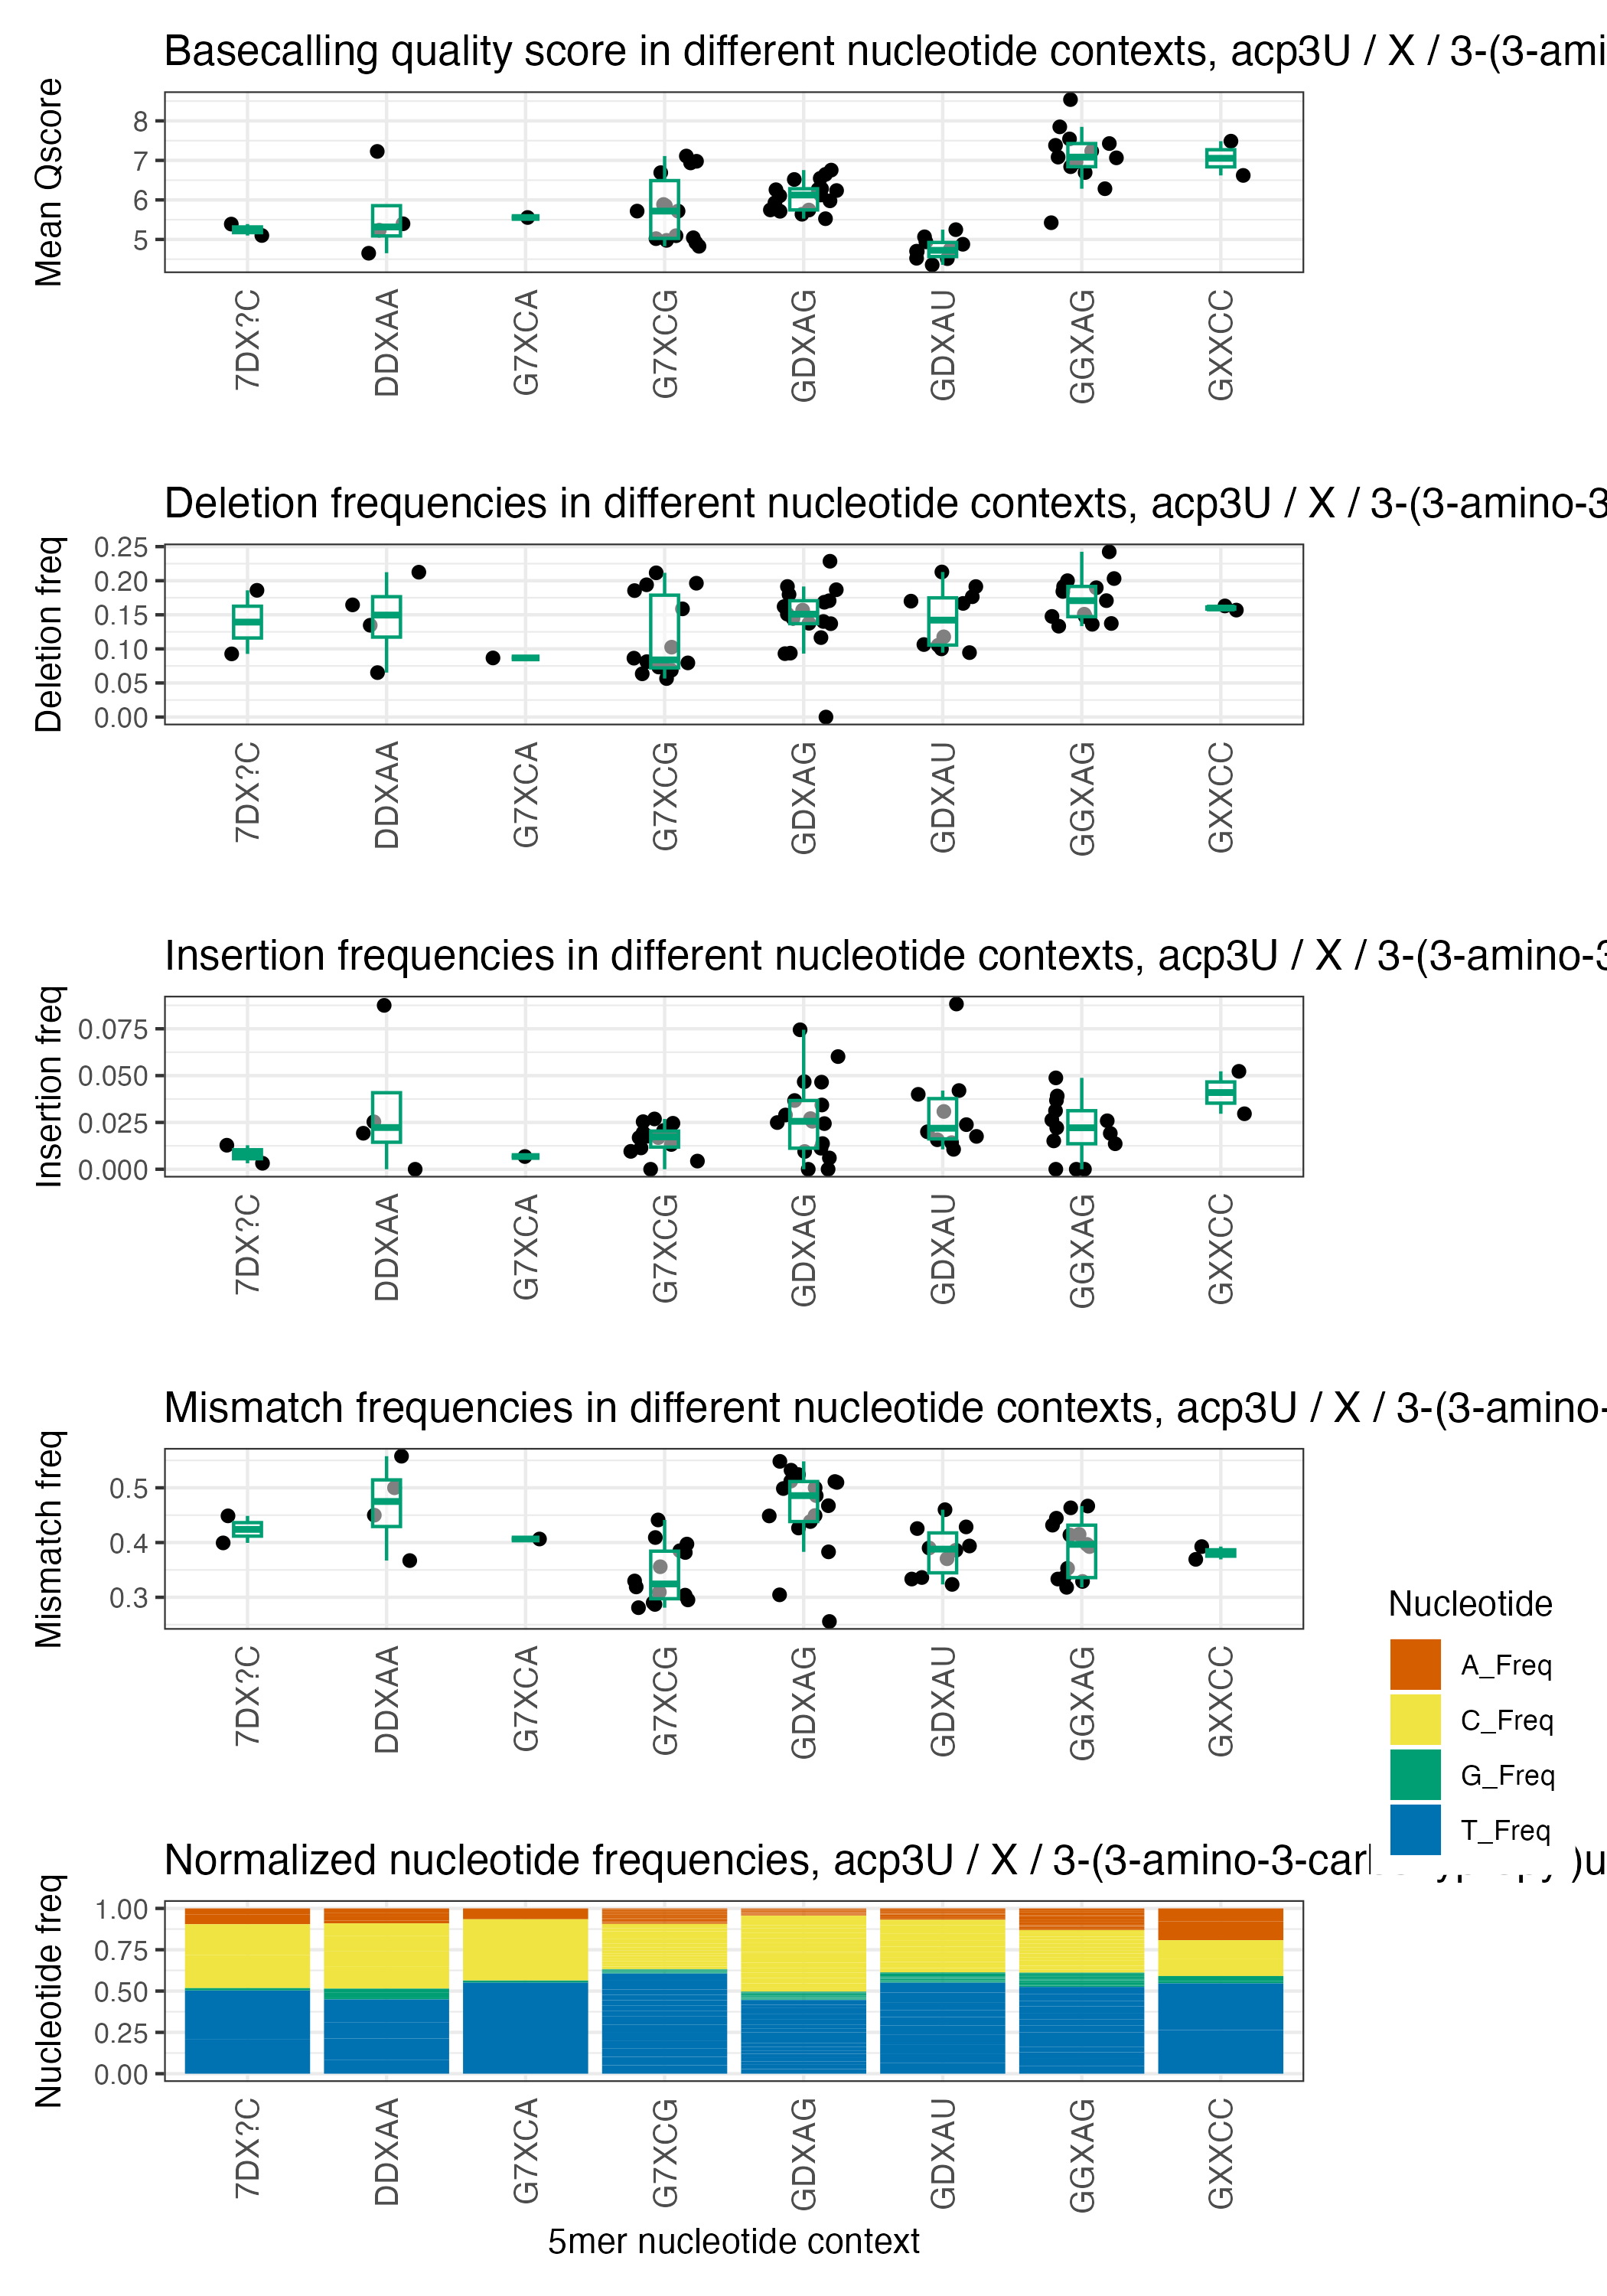 Basecalling quality score in different nucleotide contexts, acp3U / X / 3-(3-ami
Mean Qscore
8
7
6
5
7DX?C DDXAA G7XCA G7XCG GDXAG GDXAU GGXAG GXXCC
Deletion frequencies in different nucleotide contexts, acp3U / X / 3-(3-amino-3
Deletion freq
0.25
0.20
0.15
0.10
0.05
0.00
7DX?C DDXAA G7XCA G7XCG GDXAG GDXAU GGXAG GXXCC
Insertion frequencies in different nucleotide contexts, acp3U / X / 3-(3-amino-3
Insertion freq
0.075
0.050
0.025
0.000
7DX?C DDXAA G7XCA G7XCG GDXAG GDXAU GGXAG GXXCC
Mismatch frequencies in different nucleotide contexts, acp3U / X / 3-(3-amino-
Mismatch freq
0.5
0.4
0.3
7DX?C DDXAA G7XCA G7XCG GDXAG GDXAU GGXAG GXXCC
Nucleotide
A_Freq
C_Freq
G_Freq
T_Freq
Normalized nucleotide frequencies, acp3U / X / 3-(3-amino-3-car
Nucleotide freq
1.00
0.75
0.50
0.25
0.00
7DX?C DDXAA G7XCA G7XCG GDXAG GDXAU GGXAG GXXCC
5mer nucleotide context